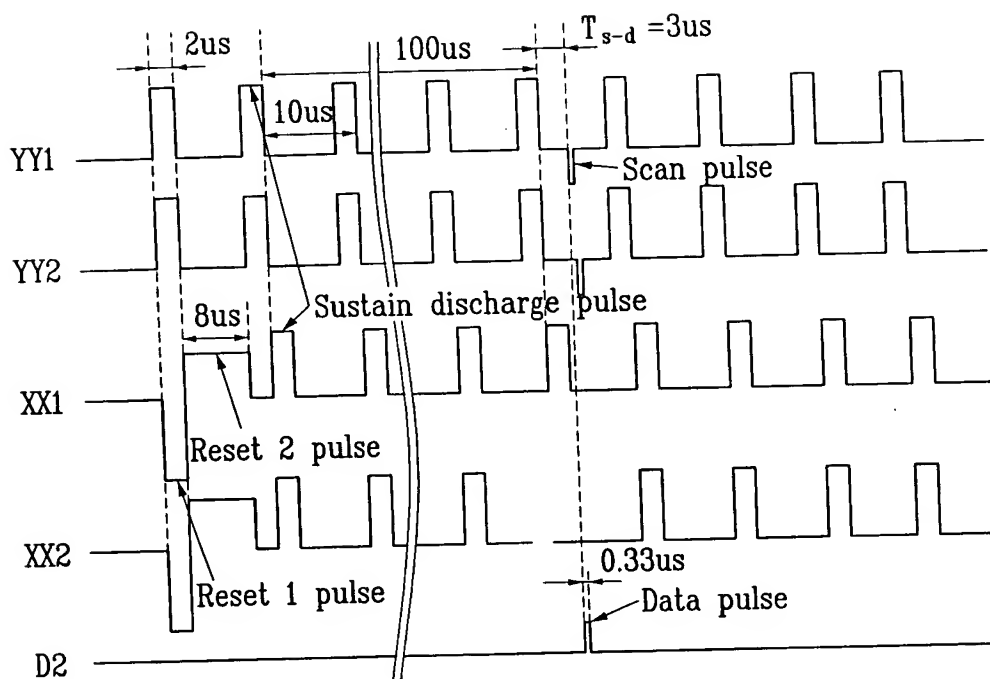 2us
100us
T s-d =3us
10us
YY1
Scan pulse
YY2
Sustain discharge pulse
8us
XX1
Reset 2 pulse
XX2
0.33us
Reset 1 pulse
Data pulse
D2